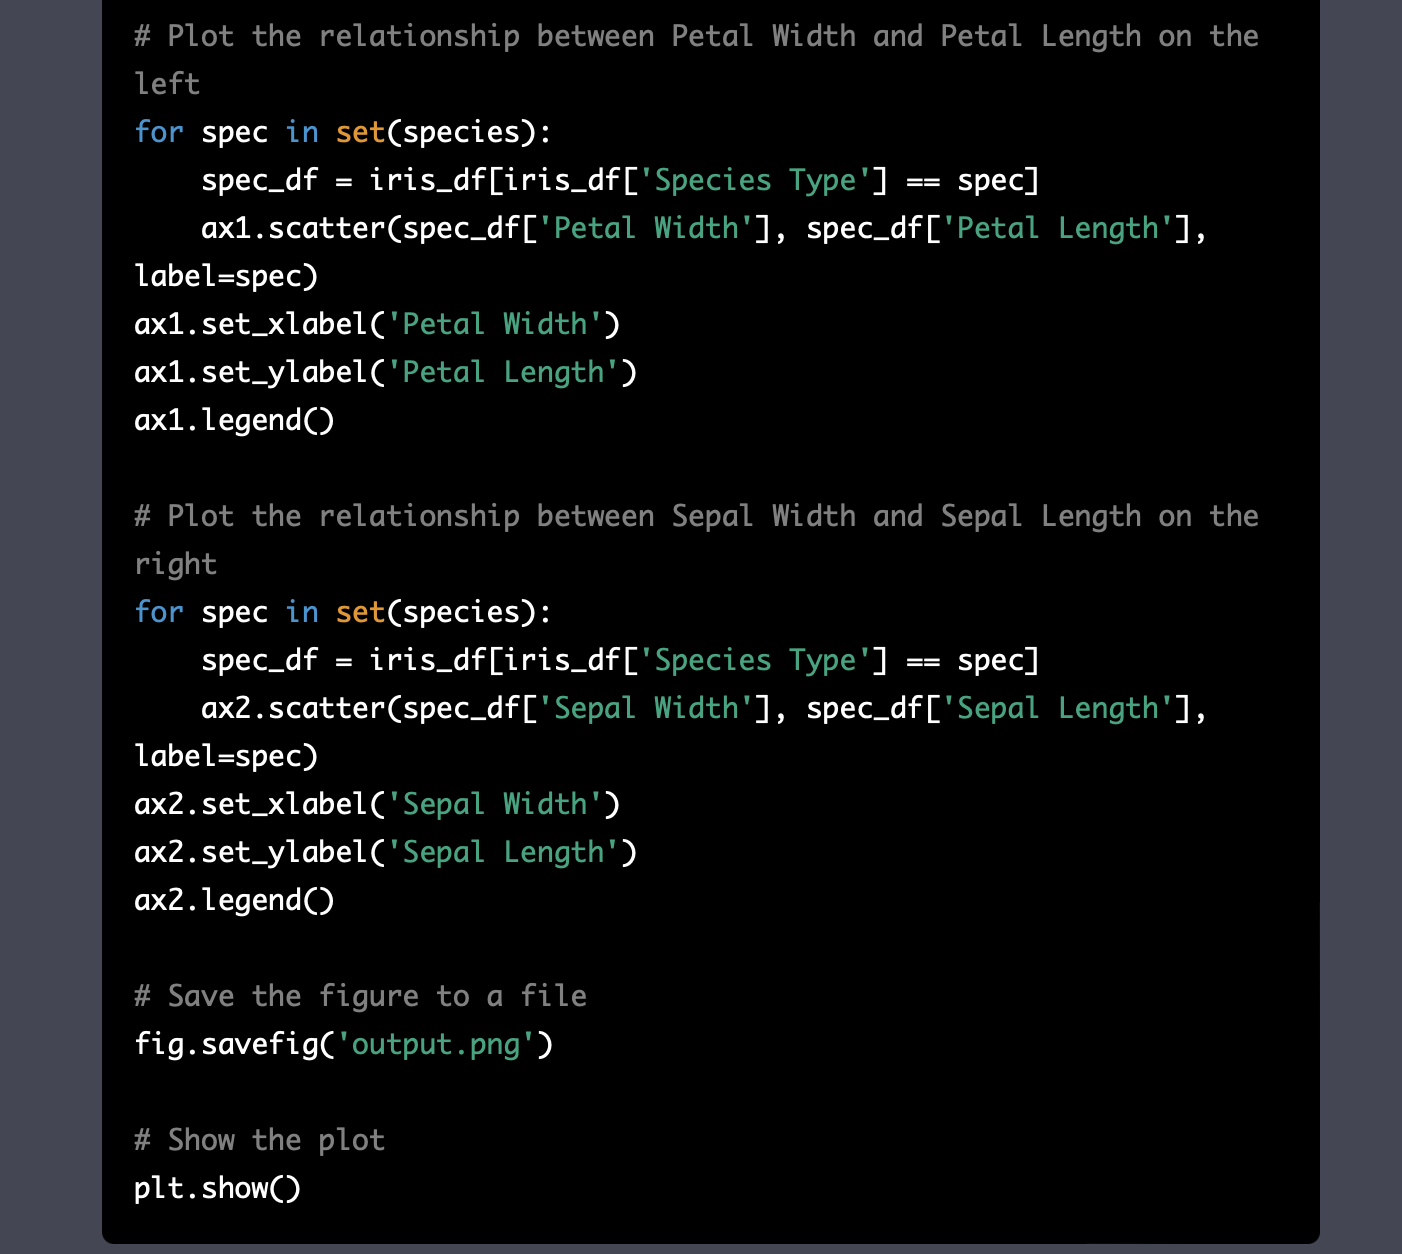 # Plot the relationship between Petal Width and Petal Length on the
left
for spec in set(species):
    spec_df = iris_df[iris_df['Species Type'] == spec]
    ax1.scatter(spec_df['Petal Width'], spec_df['Petal Length'],
label=spec)
ax1.set_xlabel('Petal Width')
ax1.set_ylabel('Petal Length')
ax1.legend()

# Plot the relationship between Sepal Width and Sepal Length on the
right
for spec in set(species):
    spec_df = iris_df[iris_df['Species Type'] == spec]
    ax2.scatter(spec_df['Sepal Width'], spec_df['Sepal Length'],
label=spec)
ax2.set_xlabel('Sepal Width')
ax2.set_ylabel('Sepal Length')
ax2.legend()

# Save the figure to a file
fig.savefig('output.png')

# Show the plot
plt.show()